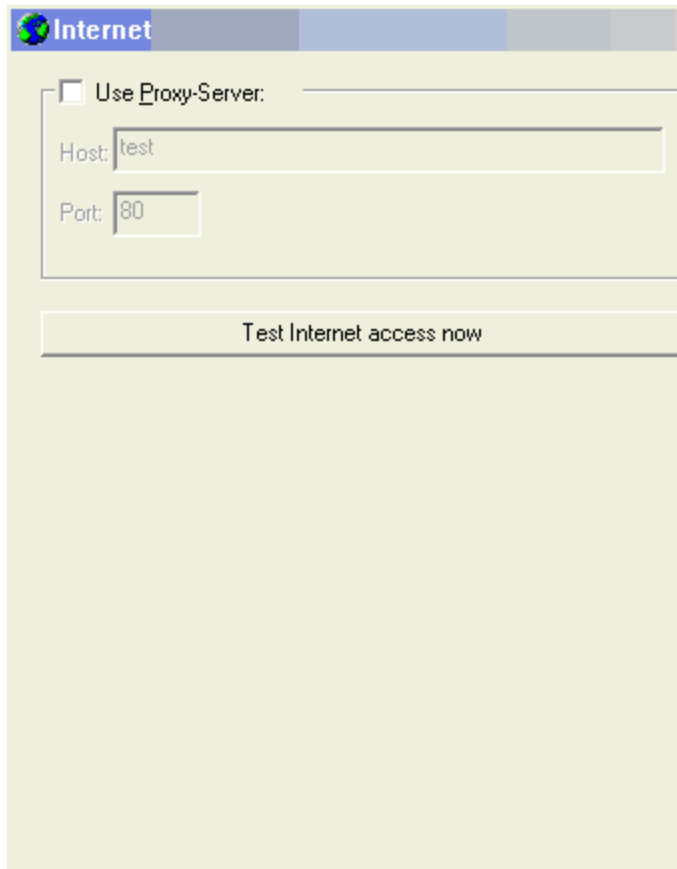 Internet
Use Proxy-Server:
Host: test
Port: 80
Test Internet access now